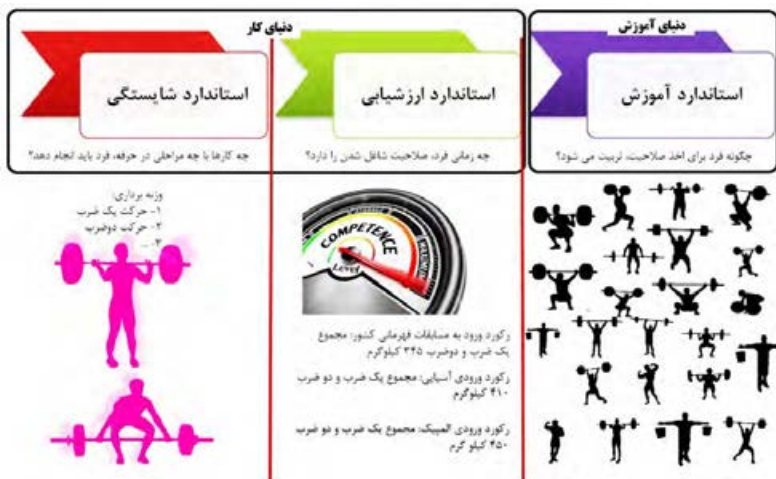 دنیای آموزش
استاندارد آموزش
چگونه فرد برای اخذ صلاحیت، تربیت می شود؟
دنیای کار
استاندارد ارزشیابی
چه زمانی فرد، صلاحیت شاغل شدن را دارد؟
COMPETENCE
Level
MAXIMUM
رکورد ورود به مسابقات قهرمانی کشور: مجموع
یک ضرب و دوضرب ۳۴۵ کیلوگرم
رکورد ورودی آسیایی: مجموع یک ضرب و دو ضرب
۴۱۰ کیلوگرم
رکورد ورودی المپیک: مجموع یک ضرب و دو ضرب
۴۵۰ کیلو گرم
استاندارد شایستگی
چه کارها با چه مراحلی در حرفه، فرد باید انجام دهد؟
وزنه برداری:
۱- حرکت یک ضرب
۲- حرکت دوضرب
۳- ...